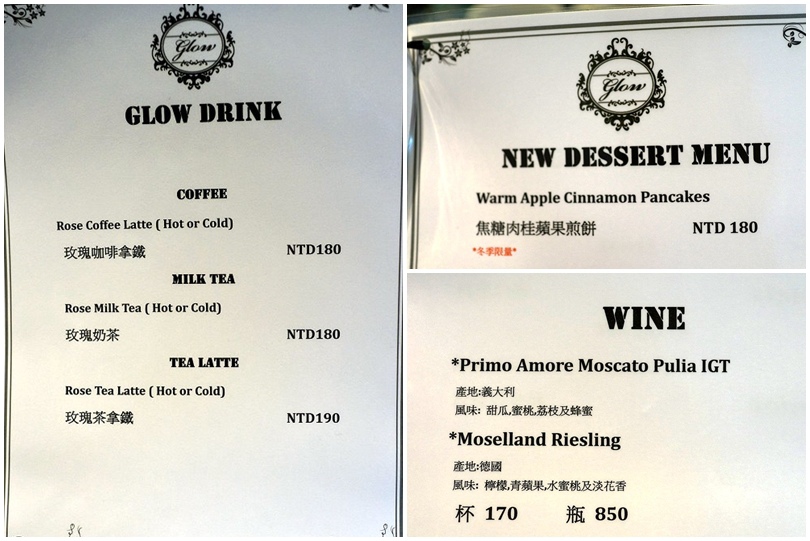 Glow
GLOW DRINK
COFFEE
Rose Coffee Latte ( Hot or Cold)
玫瑰咖啡拿鐵 NTD180
MILK TEA
Rose Milk Tea ( Hot or Cold)
玫瑰奶茶 NTD180
TEA LATTE
Rose Tea Latte ( Hot or Cold)
玫瑰茶拿鐵 NTD190
Glow
NEW DESSERT MENU
Warm Apple Cinnamon Pancakes
焦糖肉桂蘋果煎餅 NTD 180
*冬季限量*
WINE
*Primo Amore Moscato Pulia IGT
產地:義大利
風味: 甜瓜,蜜桃,荔枝及蜂蜜
*Moselland Riesling
產地:德國
風味: 檸檬,青蘋果,水蜜桃及淡花香
杯 170 瓶 850